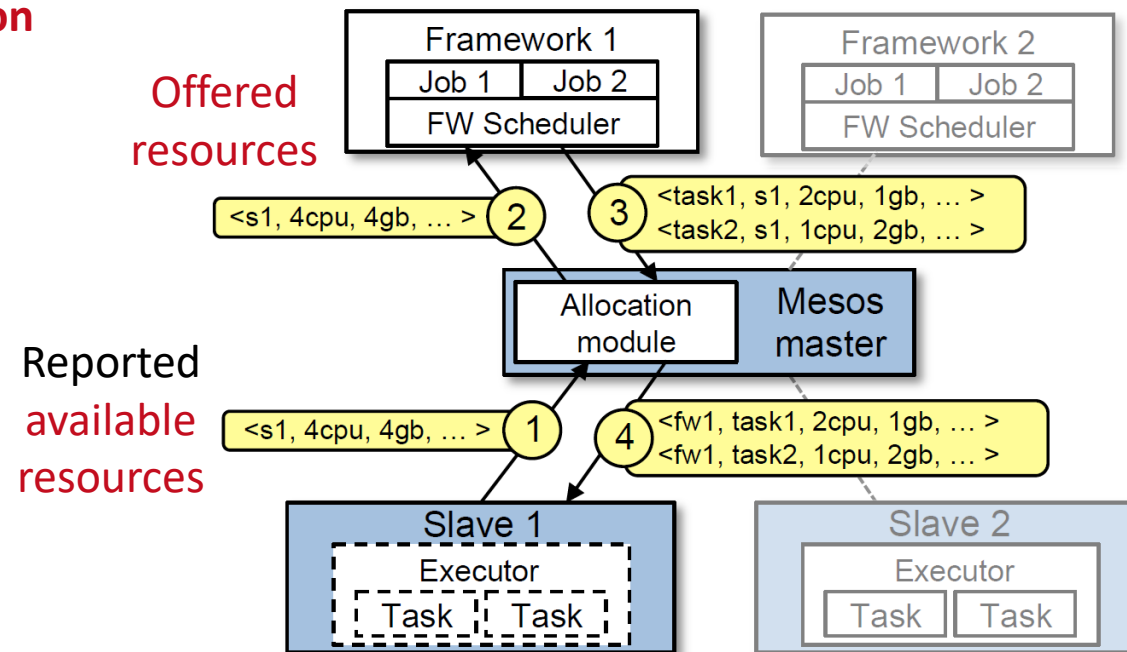 on
Framework 1
Job 1 Job 2
FW Scheduler
Framework 2
Job 1 Job 2
FW Scheduler
Offered
resources
<s1, 4cpu, 4gb, … >
2
3
<task1, s1, 2cpu, 1gb, … >
<task2, s1, 1cpu, 2gb, … >
Allocation
module
Mesos
master
Reported
available
resources
<s1, 4cpu, 4gb, … >
1
4
<fw1, task1, 2cpu, 1gb, … >
<fw1, task2, 1cpu, 2gb, … >
Slave 1
Executor
Task Task
Slave 2
Executor
Task Task